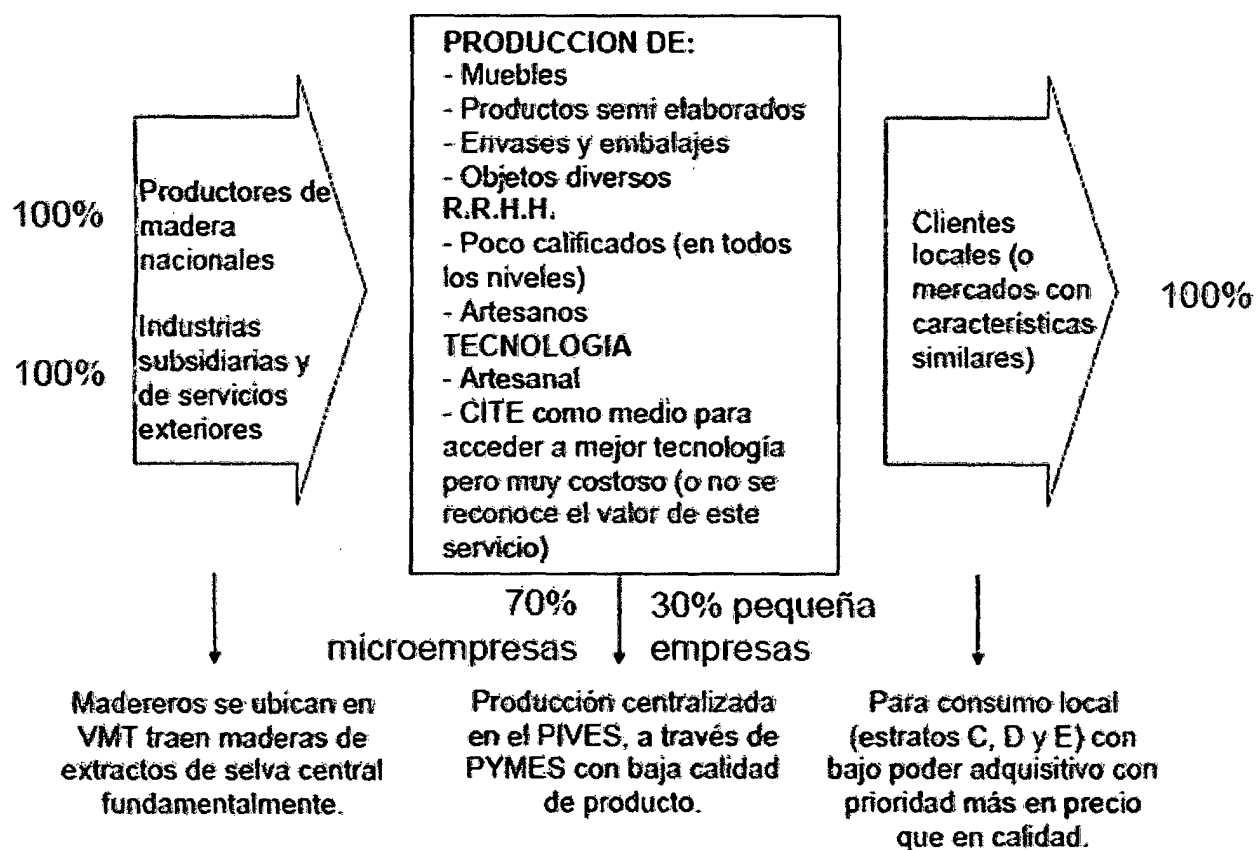 100%
Productores de
madera
nacionales
100%
Industrias
subsidiarias y
de servicios
exteriores
PRODUCCION DE:
- Muebles
- Productos semi elaborados
- Envases y embalajes
- Objetos diversos
R.R.H.H.
- Poco calificados (en todos
los niveles)
- Artesanos
TECNOLOGIA
- Artesanal
- CITE como medio para
acceder a mejor tecnología
pero muy costoso (o no se
reconoce el valor de este
servicio)
Clientes
locales (o
mercados con
características
similares)
100%
70%
microempresas
30% pequeña
empresas
Madereros se ubican en
VMT traen maderas de
extractos de selva central
fundamentalmente.
Producción centralizada
en el PIVES, a través de
PYMES con baja calidad
de producto.
Para consumo local
(estratos C, D y E) con
bajo poder adquisitivo con
prioridad más en precio
que en calidad.